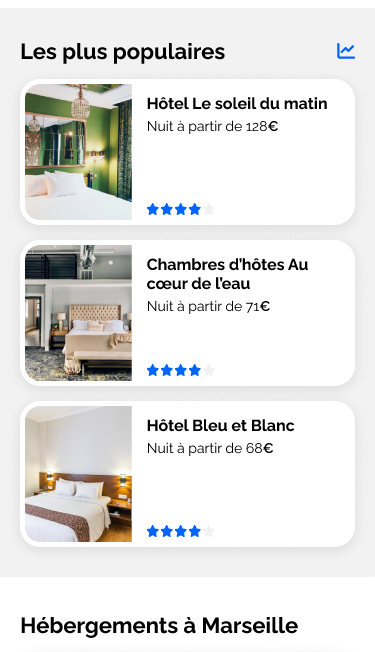 Les plus populaires
Hôtel Le soleil du matin
Nuit à partir de 128€
Chambres d’hôtes Au
cœur de l’eau
Nuit à partir de 71€
Hôtel Bleu et Blanc
Nuit à partir de 68€
Hébergements à Marseille